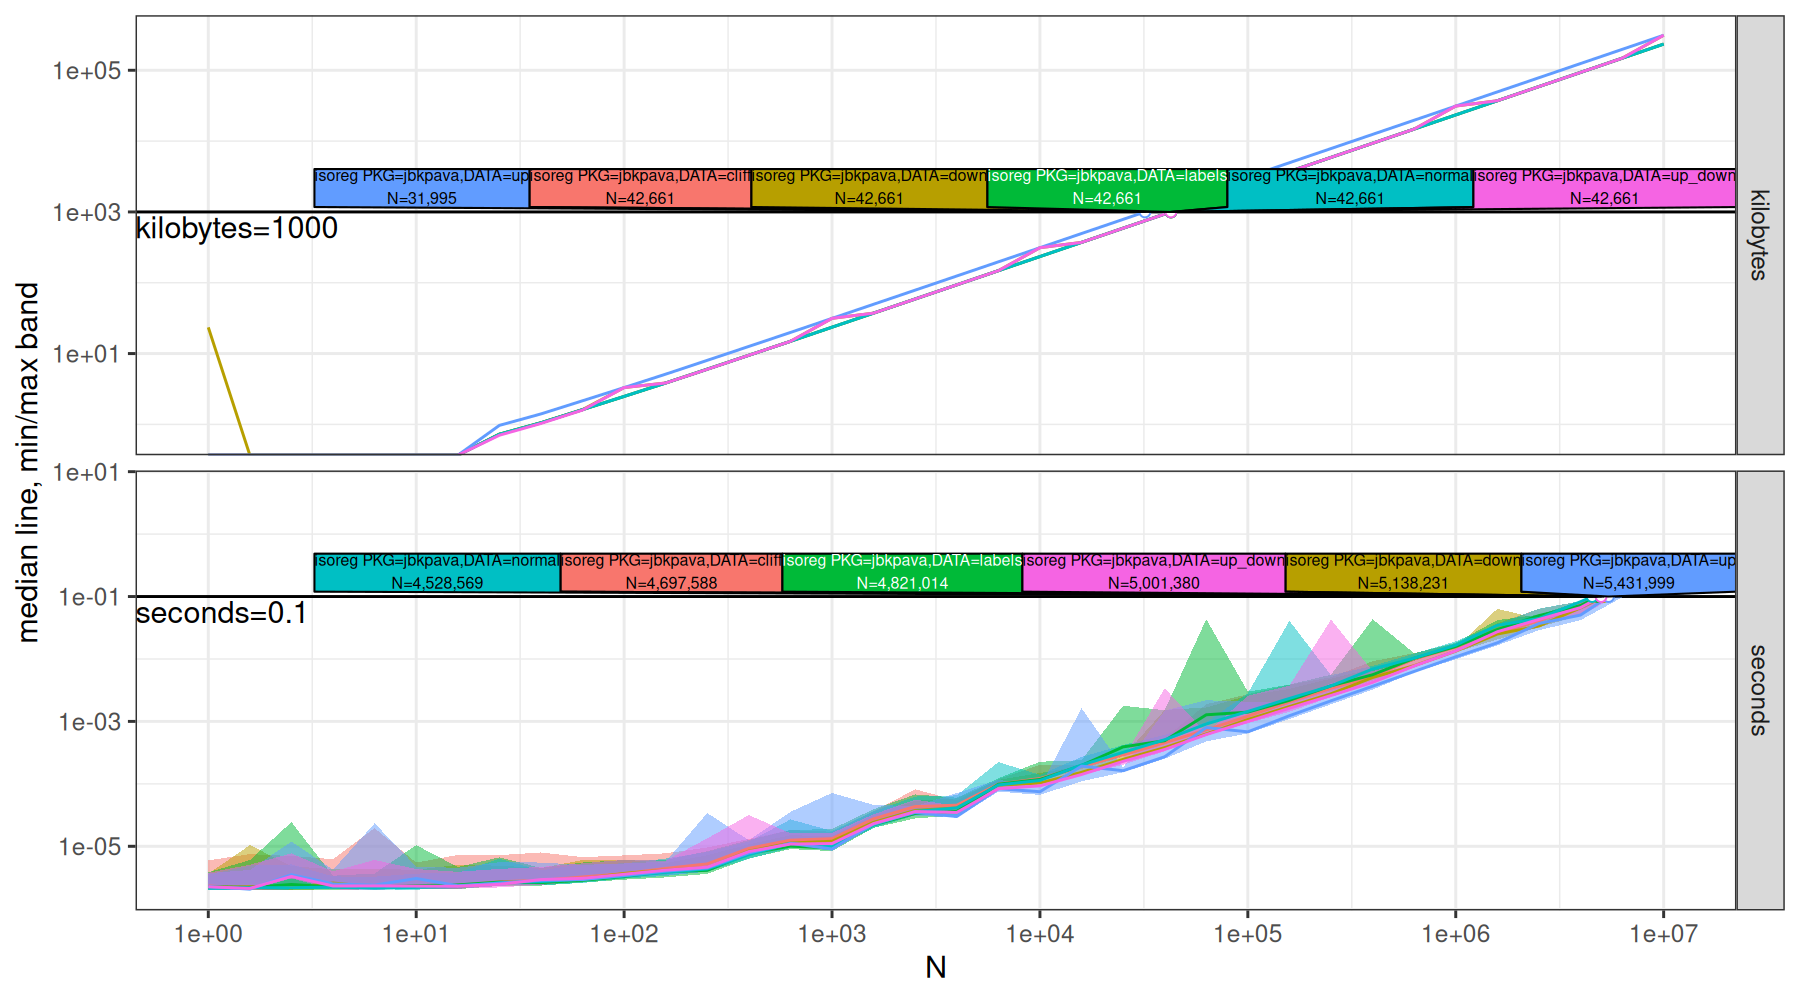 1e+05
isoreg PKG=jbkpava,DATA=up
N=31,995
isoreg PKG=jbkpava,DATA=cliff
N=42,661
isoreg PKG=jbkpava,DATA=down
N=42,661
isoreg PKG=jbkpava,DATA=labels
N=42,661
isoreg PKG=jbkpava,DATA=normal
N=42,661
isoreg PKG=jbkpava,DATA=up_down
N=42,661
1e+03
kilobytes=1000
kilobytes
1e+01
median line, min/max band
1e+01
isoreg PKG=jbkpava,DATA=normal
N=4,528,569
isoreg PKG=jbkpava,DATA=cliff
N=4,697,588
isoreg PKG=jbkpava,DATA=labels
N=4,821,014
isoreg PKG=jbkpava,DATA=up_down
N=5,001,380
isoreg PKG=jbkpava,DATA=down
N=5,138,231
isoreg PKG=jbkpava,DATA=up
N=5,431,999
1e-01
seconds=0.1
seconds
1e-03
1e-05
1e+00 1e+01 1e+02 1e+03 1e+04 1e+05 1e+06 1e+07
N